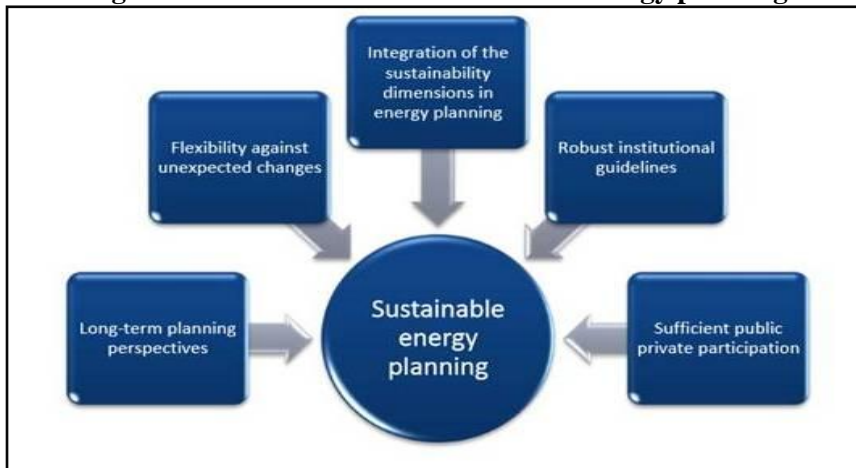 Integration of the
sustainability
dimensions in
energy planning
Flexibility against
unexpected changes
Robust institutional
guidelines
Long-term planning
perspectives
Sustainable
energy
planning
Sufficient public
private participation